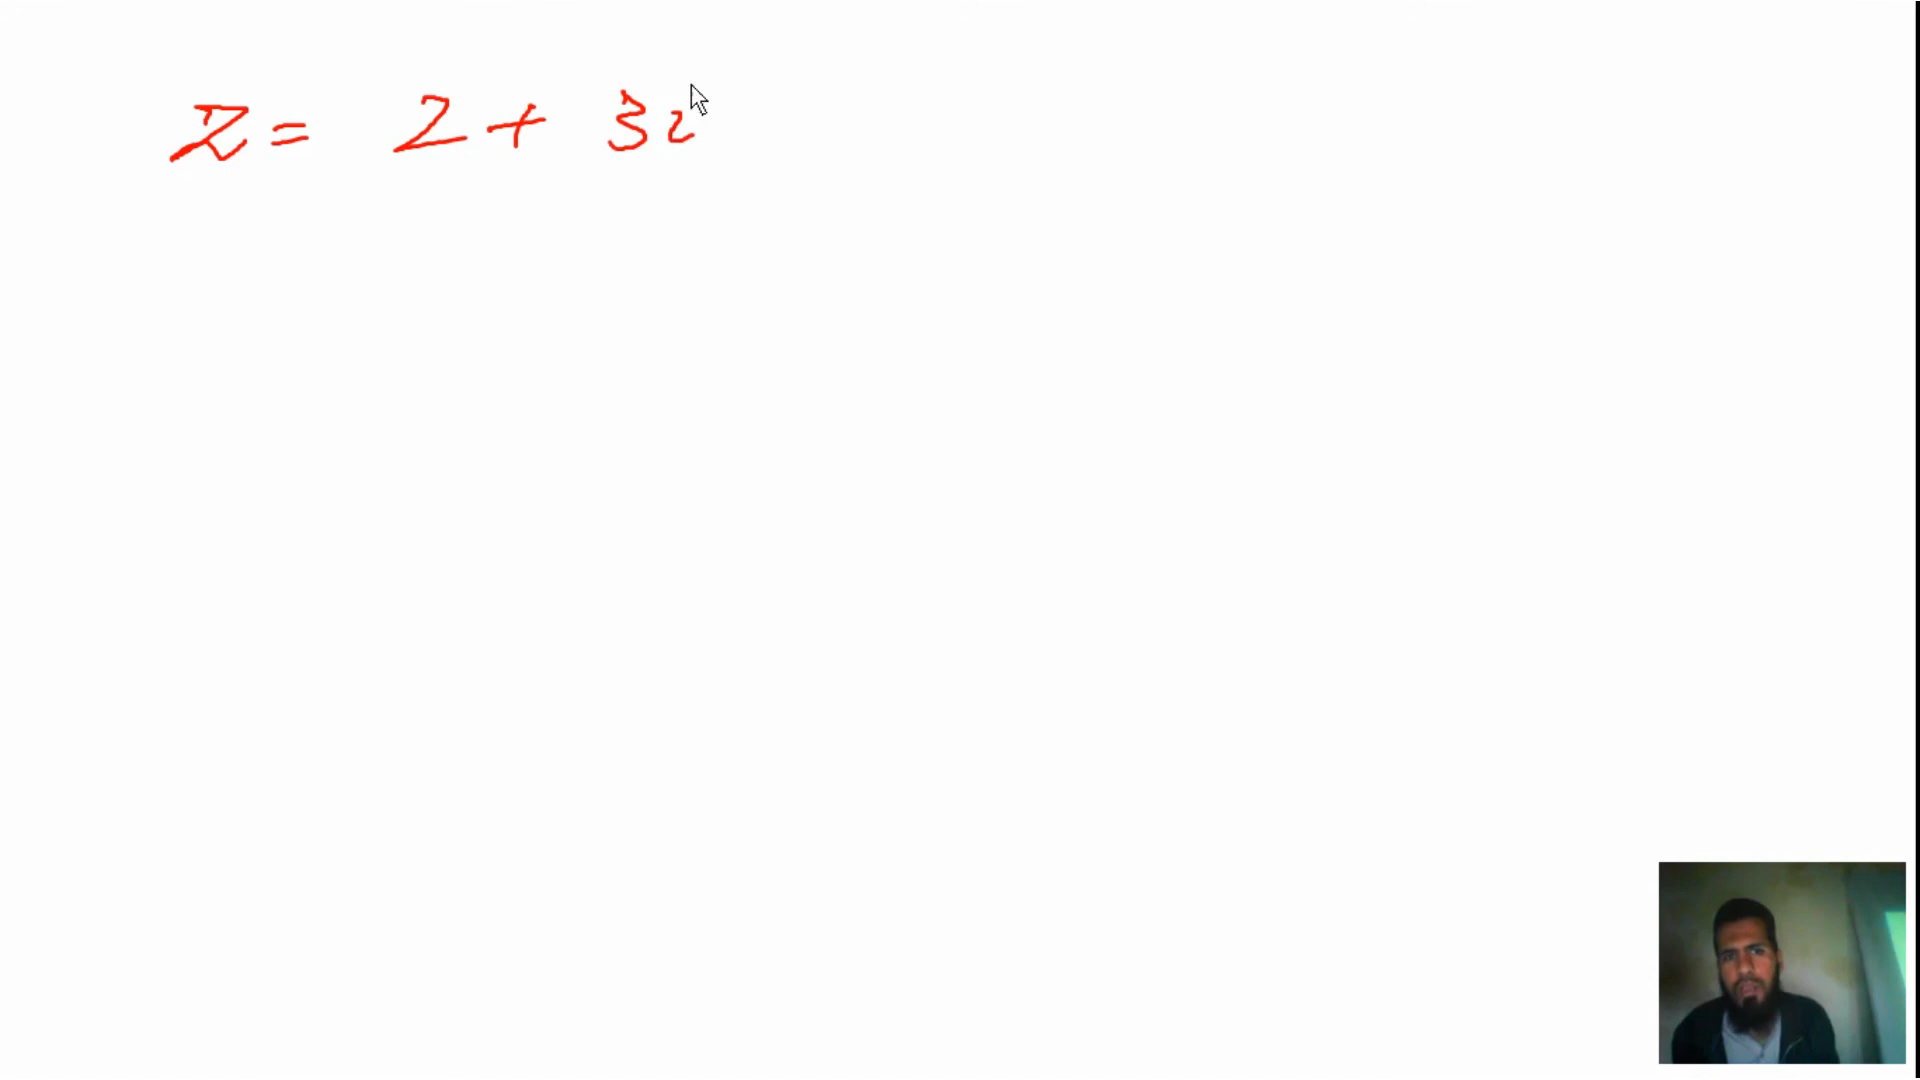 z = 2 + 3i